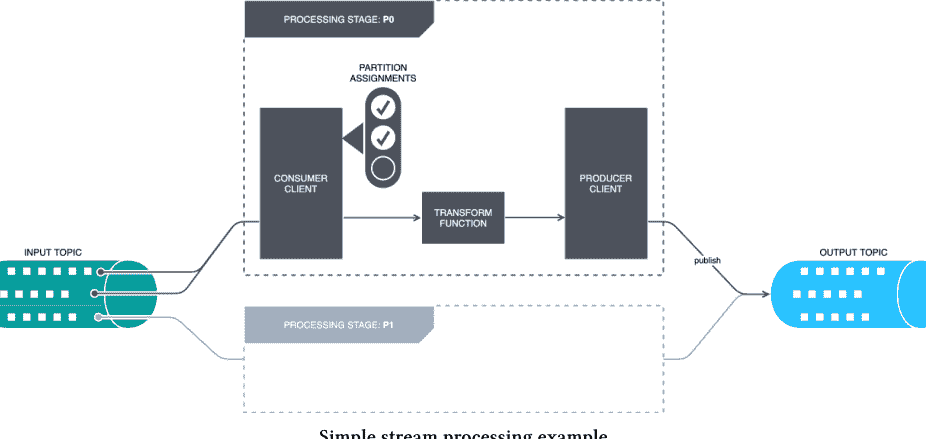 PROCESSING STAGE: P0
PARTITION
ASSIGNMENTS
CONSUMER
CLIENT
TRANSFORM
FUNCTION
PRODUCER
CLIENT
INPUT TOPIC
publish
OUTPUT TOPIC
PROCESSING STAGE: P1
Simple stream processing example